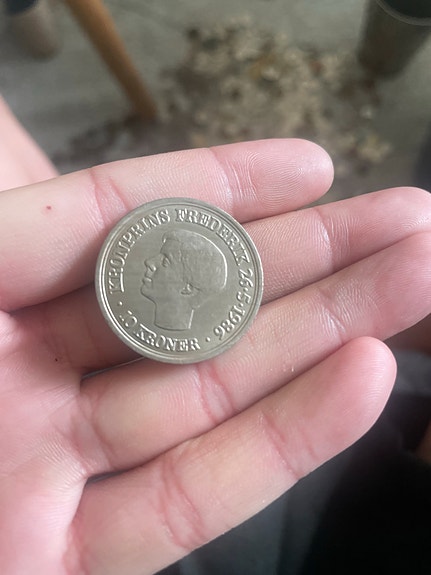 KRONPRINS FREDERIK 26·5·1986
· 10 KRONER ·